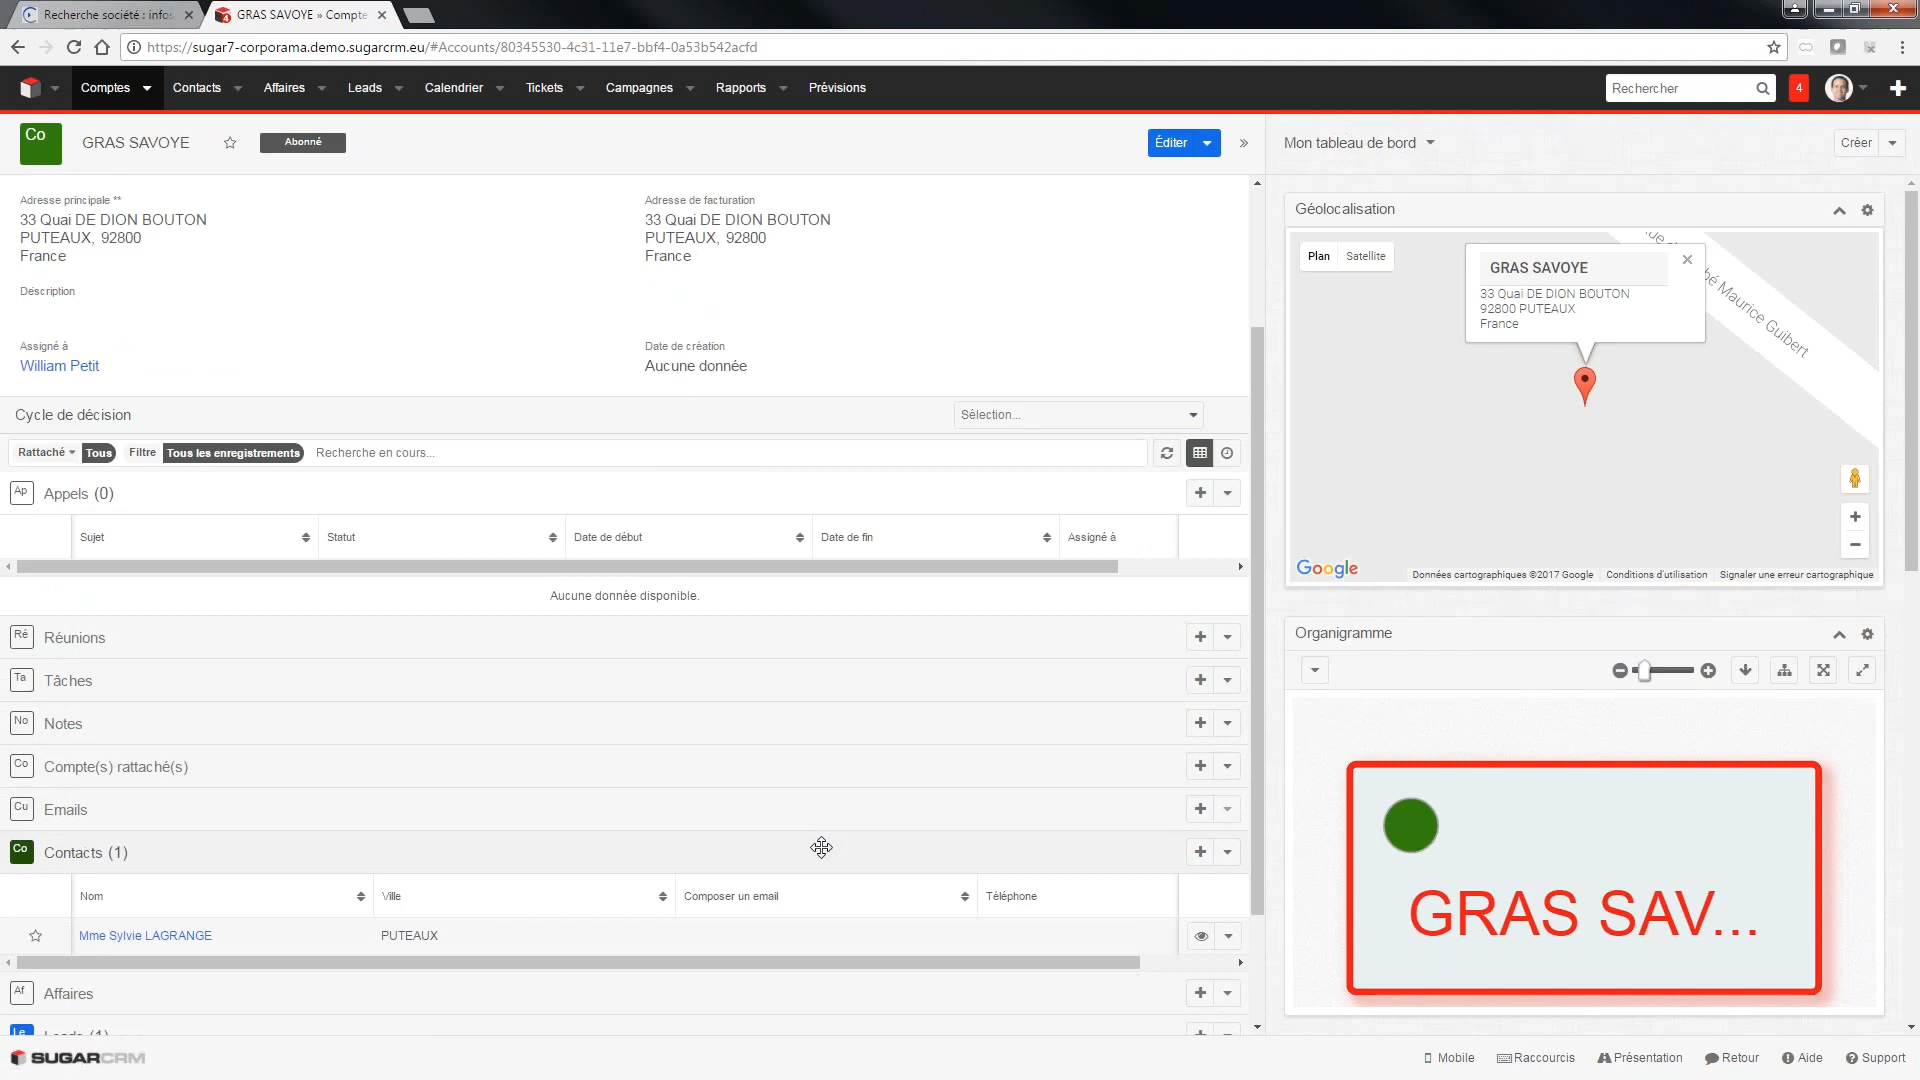 Recherche société : infos
GRAS SAVOYE » Compte
https://sugar7-corporama.demo.sugarcrm.eu/#Accounts/80345530-4c31-11e7-bbf4-0a53b542acfd
Comptes
Contacts
Affaires
Leads
Calendrier
Tickets
Campagnes
Rapports
Prévisions
Rechercher
4
Co
GRAS SAVOYE
Abonné
Éditer
»
Mon tableau de bord
Créer
Adresse principale **
33 Quai DE DION BOUTON
PUTEAUX, 92800
France
Adresse de facturation
33 Quai DE DION BOUTON
PUTEAUX, 92800
France
Description
Assigné à
William Petit
Date de création
Aucune donnée
Cycle de décision
Sélection...
Rattaché
Tous
Filtre
Tous les enregistrements
Recherche en cours...
Ap
Appels (0)
Sujet
Statut
Date de début
Date de fin
Assigné à
Aucune donnée disponible.
Ré
Réunions
Ta
Tâches
No
Notes
Co
Compte(s) rattaché(s)
Cu
Emails
Co
Contacts (1)
Nom
Ville
Composer un email
Téléphone
Mme Sylvie LAGRANGE
PUTEAUX
Af
Affaires
Le
Leads (1)
Géolocalisation
Plan
Satellite
GRAS SAVOYE
33 Quai DE DION BOUTON
92800 PUTEAUX
France
bé Maurice Guibert
Google
Données cartographiques ©2017 Google
Conditions d'utilisation
Signaler une erreur cartographique
Organigramme
GRAS SAV...
SUGARCRM
Mobile
Raccourcis
Présentation
Retour
Aide
Support